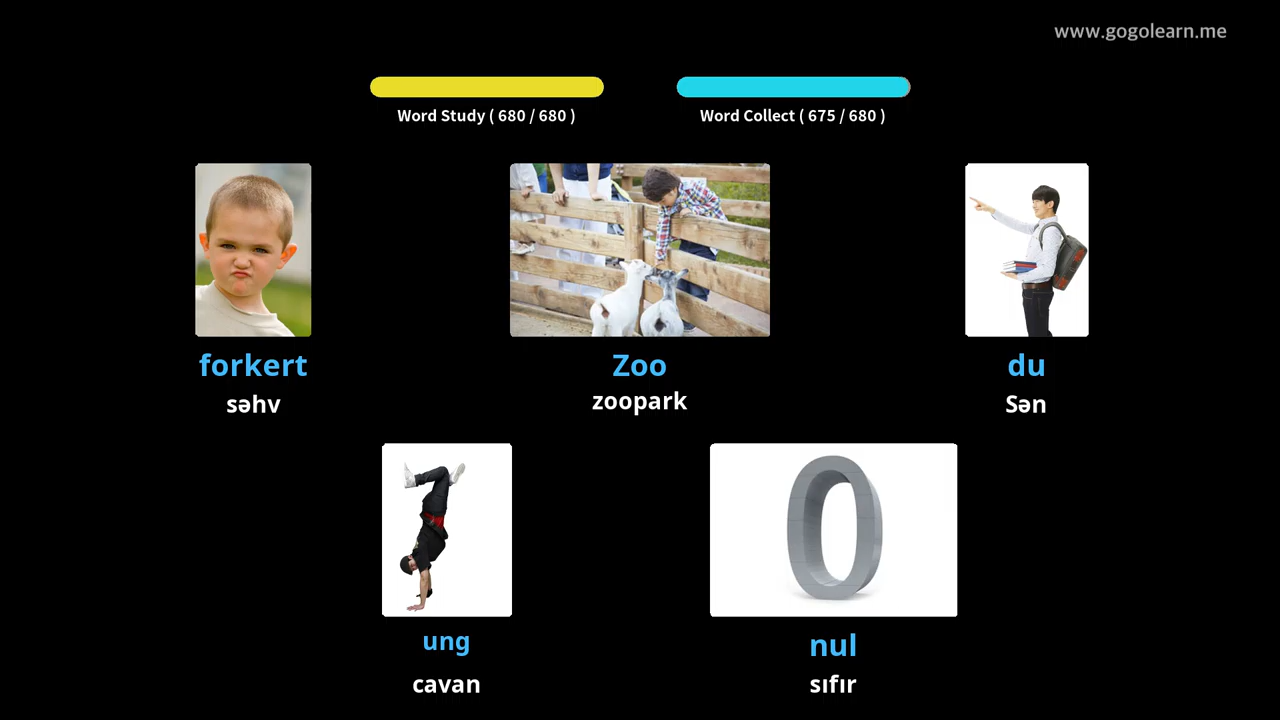 www.gogolearn.me
Word Study ( 680 / 680 )
Word Collect ( 675 / 680 )
forkert
səhv
Zoo
zoopark
du
Sən
ung
cavan
nul
sıfır